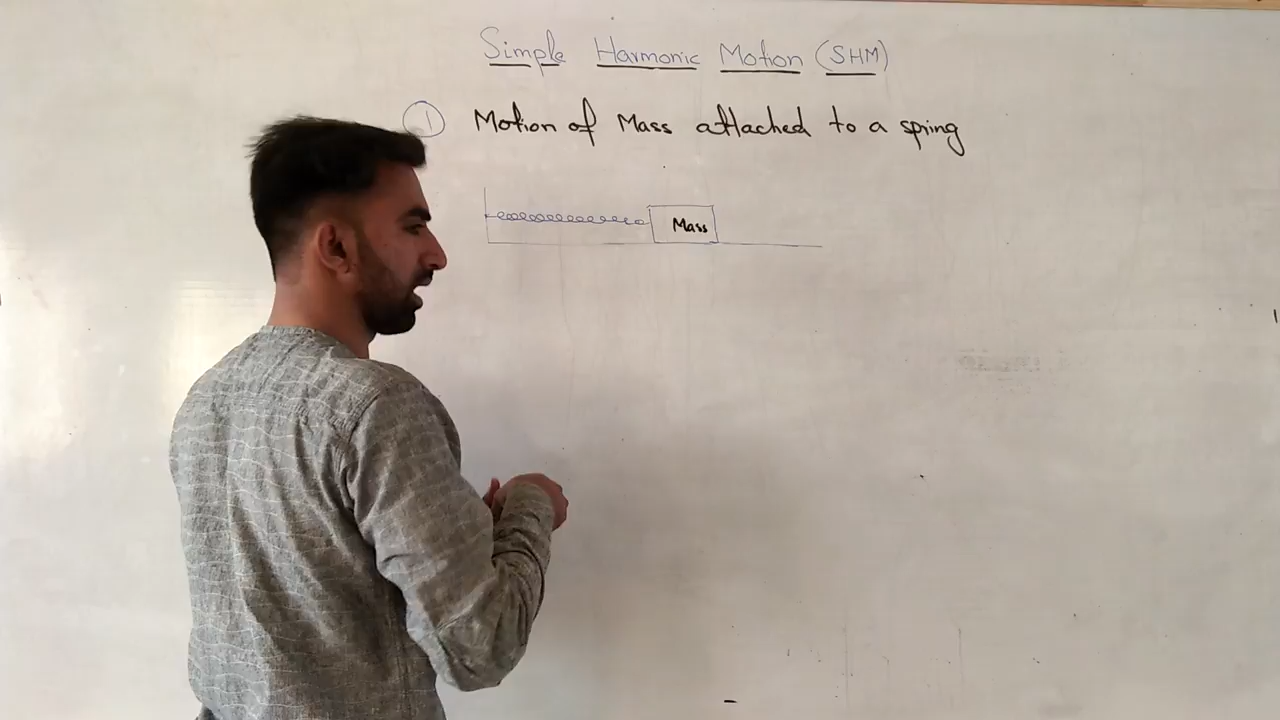 Simple Harmonic Motion (SHM)
1 Motion of Mass attached to a spring
Mass